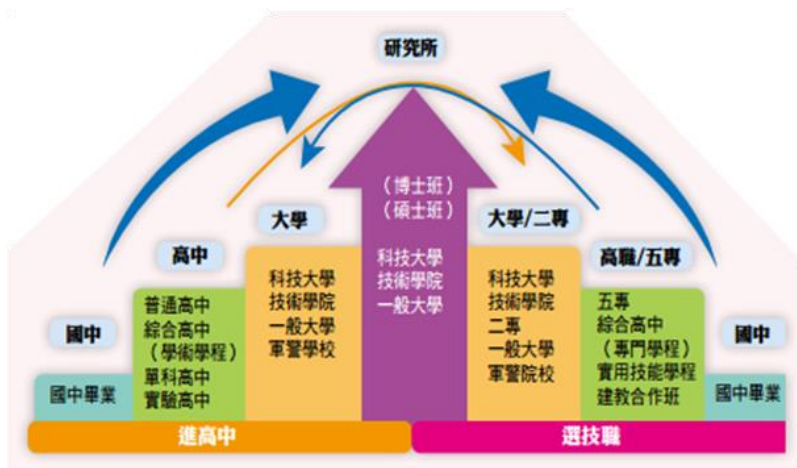 研究所
(博士班)
(碩士班)
科技大學
技術學院
一般大學
大學
科技大學
技術學院
一般大學
軍警學校
高中
普通高中
綜合高中
(學術學程)
單科高中
實驗高中
國中
國中畢業
大學/二專
科技大學
技術學院
二專
一般大學
軍警院校
高職/五專
五專
綜合高中
(專門學程)
實用技能學程
建教合作班
國中
國中畢業
進高中
選技職